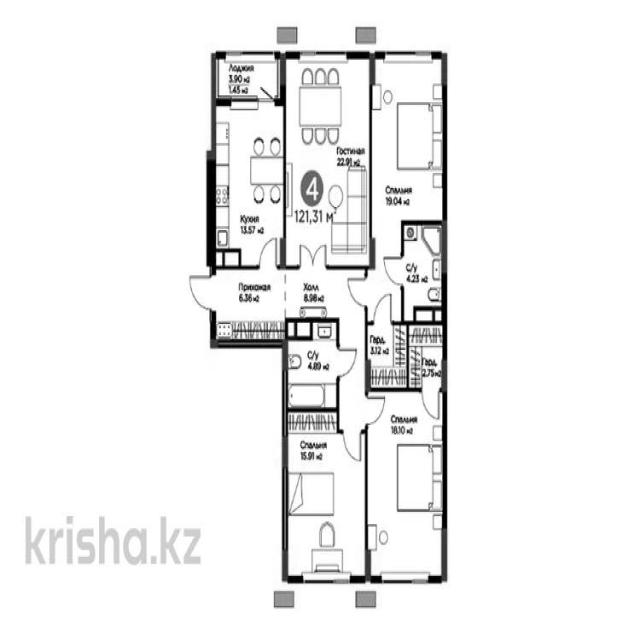 Лоджия
3.90 м2
1.45 м2
Гостиная
22.91 м2
4
121,31 м²
Спальня
19.04 м2
Кухня
13.57 м2
С/у
4.23 м2
Прихожая
6.36 м2
Холл
8.98 м2
Гард.
3.12 м2
Гард.
2.75 м2
С/у
4.89 м2
Спальня
15.91 м2
Спальня
18.10 м2
krisha.kz